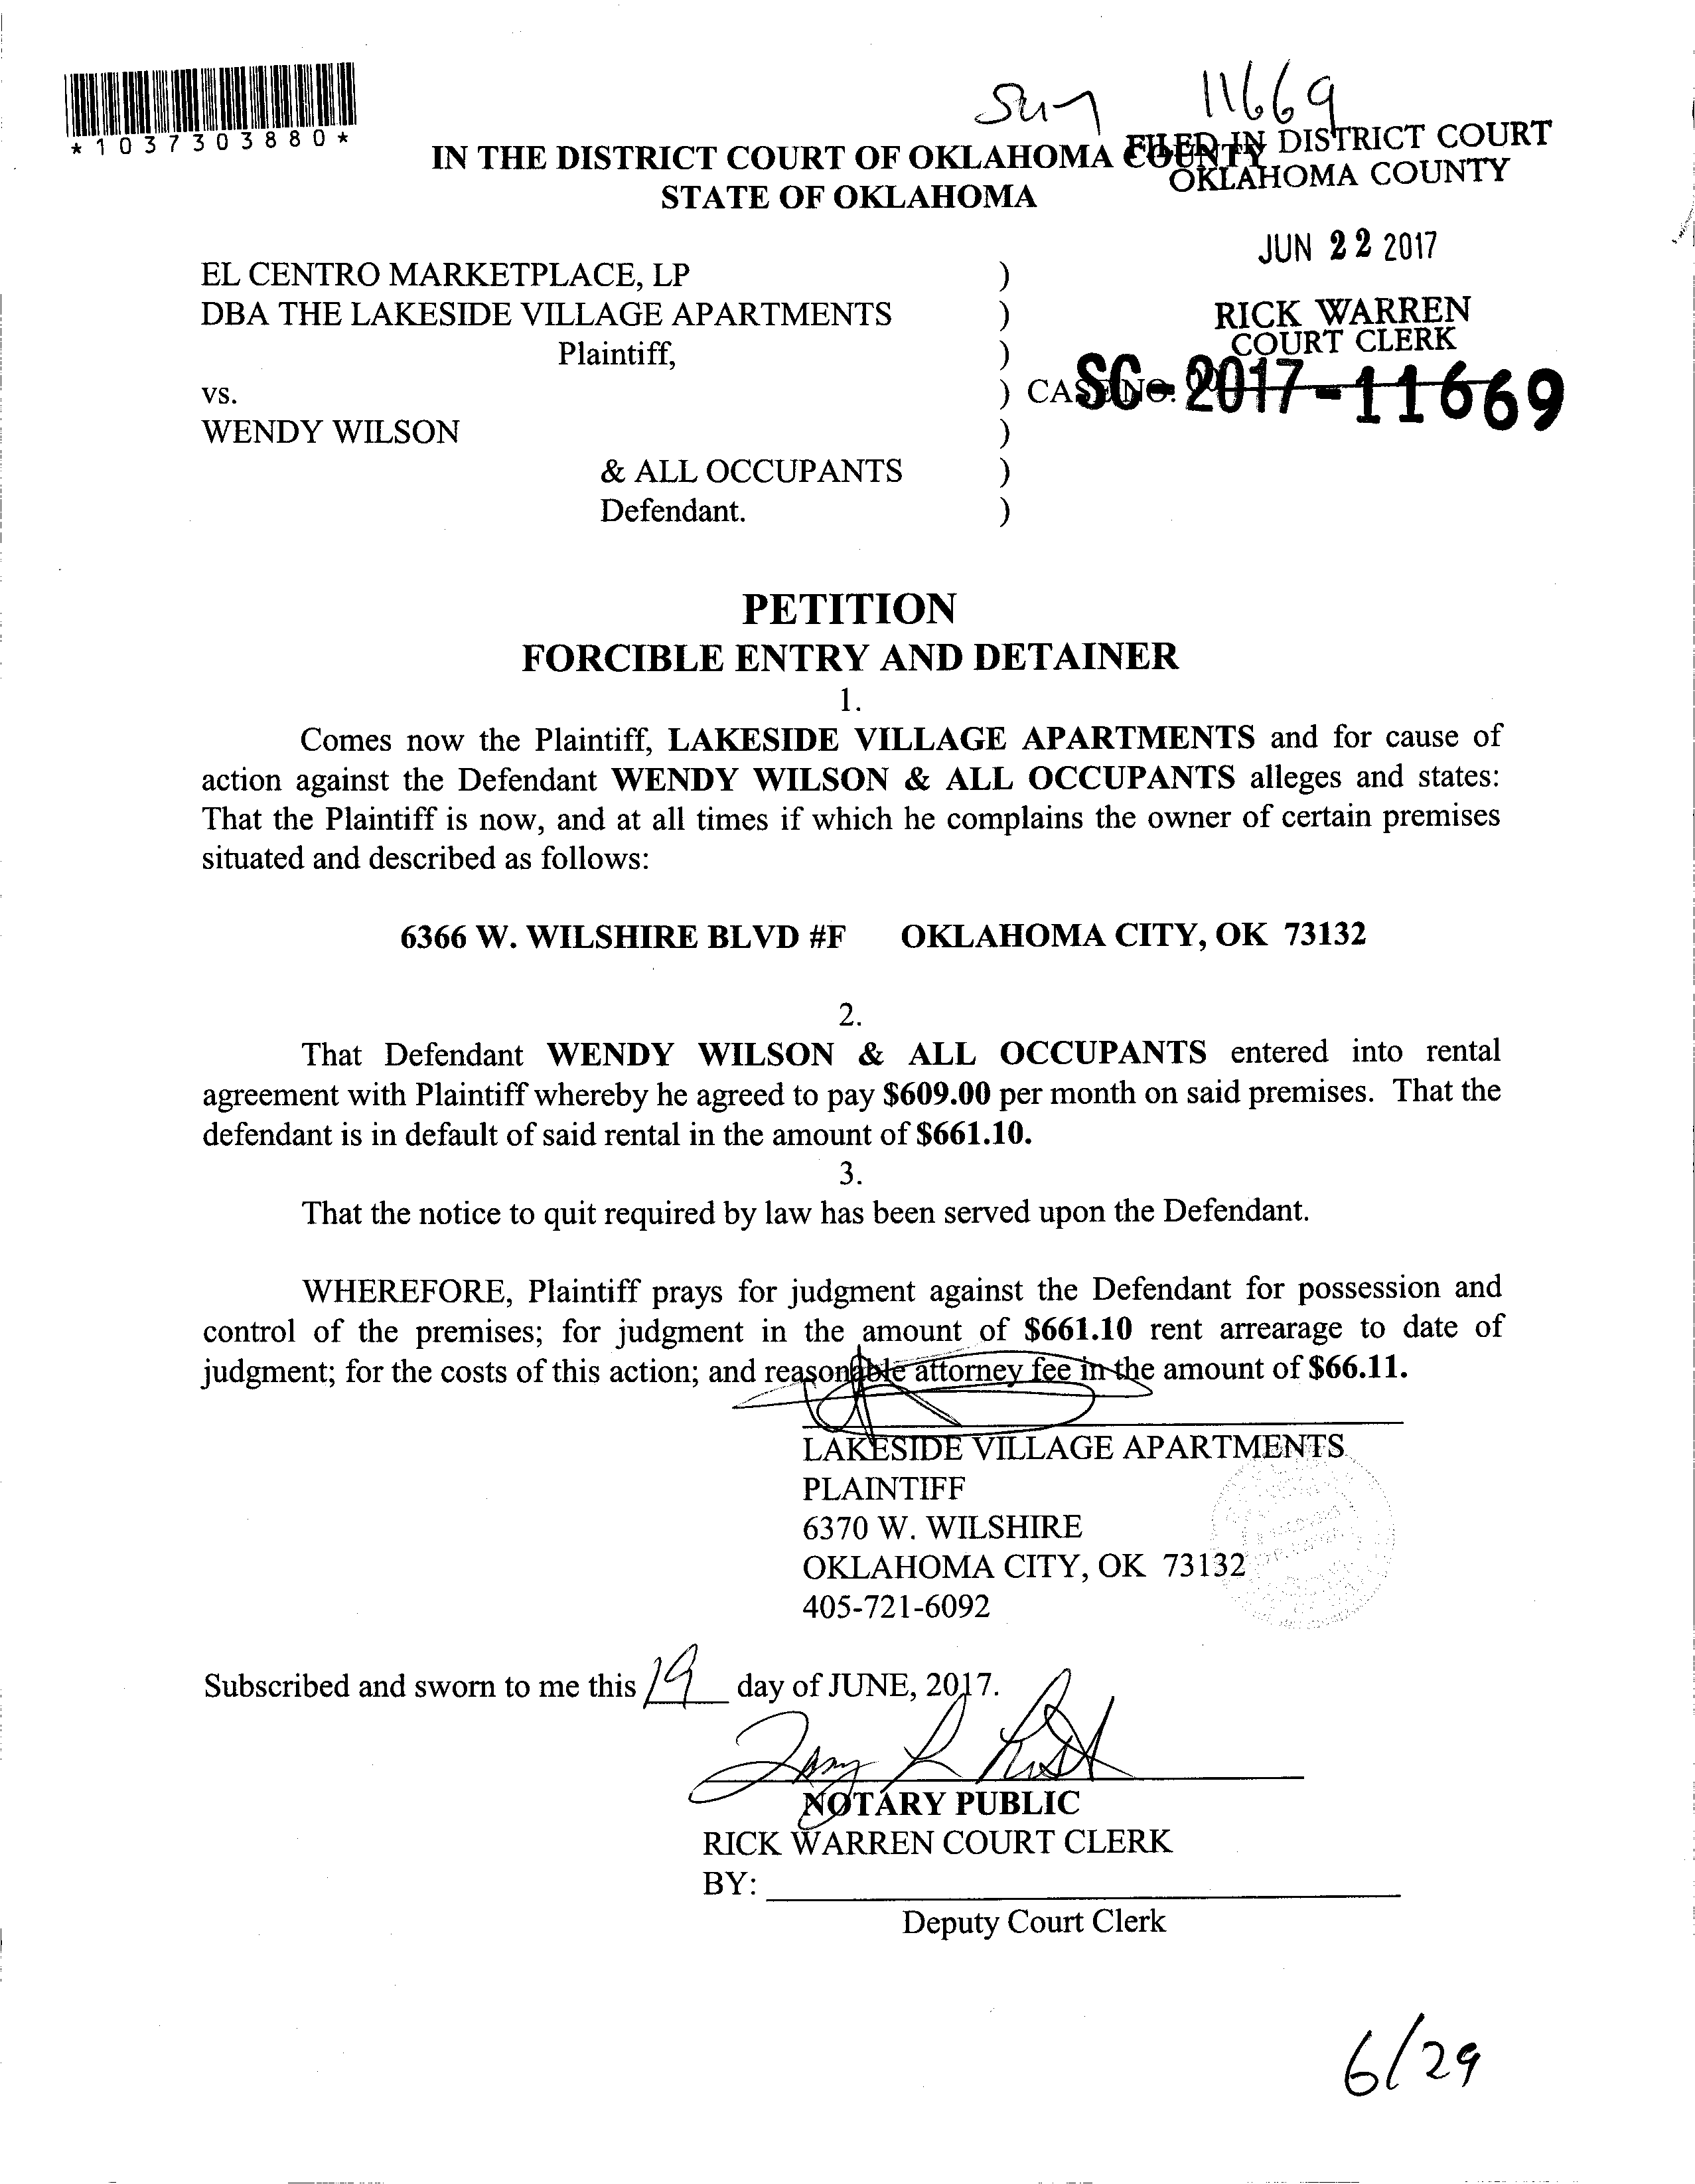 Sum 11669
*1037303880*
IN THE DISTRICT COURT OF OKLAHOMA COUNTY
STATE OF OKLAHOMA
FILED IN DISTRICT COURT
OKLAHOMA COUNTY
JUN 22 2017
RICK WARREN
COURT CLERK
EL CENTRO MARKETPLACE, LP )
DBA THE LAKESIDE VILLAGE APARTMENTS )
Plaintiff, )
vs. ) CASE NO. SC-2017-11669
WENDY WILSON )
& ALL OCCUPANTS )
Defendant. )
PETITION
FORCIBLE ENTRY AND DETAINER
1.
Comes now the Plaintiff, LAKESIDE VILLAGE APARTMENTS and for cause of
action against the Defendant WENDY WILSON & ALL OCCUPANTS alleges and states:
That the Plaintiff is now, and at all times if which he complains the owner of certain premises
situated and described as follows:
6366 W. WILSHIRE BLVD #F OKLAHOMA CITY, OK 73132
2.
That Defendant WENDY WILSON & ALL OCCUPANTS entered into rental
agreement with Plaintiff whereby he agreed to pay $609.00 per month on said premises. That the
defendant is in default of said rental in the amount of $661.10.
3.
That the notice to quit required by law has been served upon the Defendant.
WHEREFORE, Plaintiff prays for judgment against the Defendant for possession and
control of the premises; for judgment in the amount of $661.10 rent arrearage to date of
judgment; for the costs of this action; and reasonable attorney fee in the amount of $66.11.
LAKESIDE VILLAGE APARTMENTS
PLAINTIFF
6370 W. WILSHIRE
OKLAHOMA CITY, OK 73132
405-721-6092
Subscribed and sworn to me this 19 day of JUNE, 2017.
NOTARY PUBLIC
RICK WARREN COURT CLERK
BY:
Deputy Court Clerk
6/29